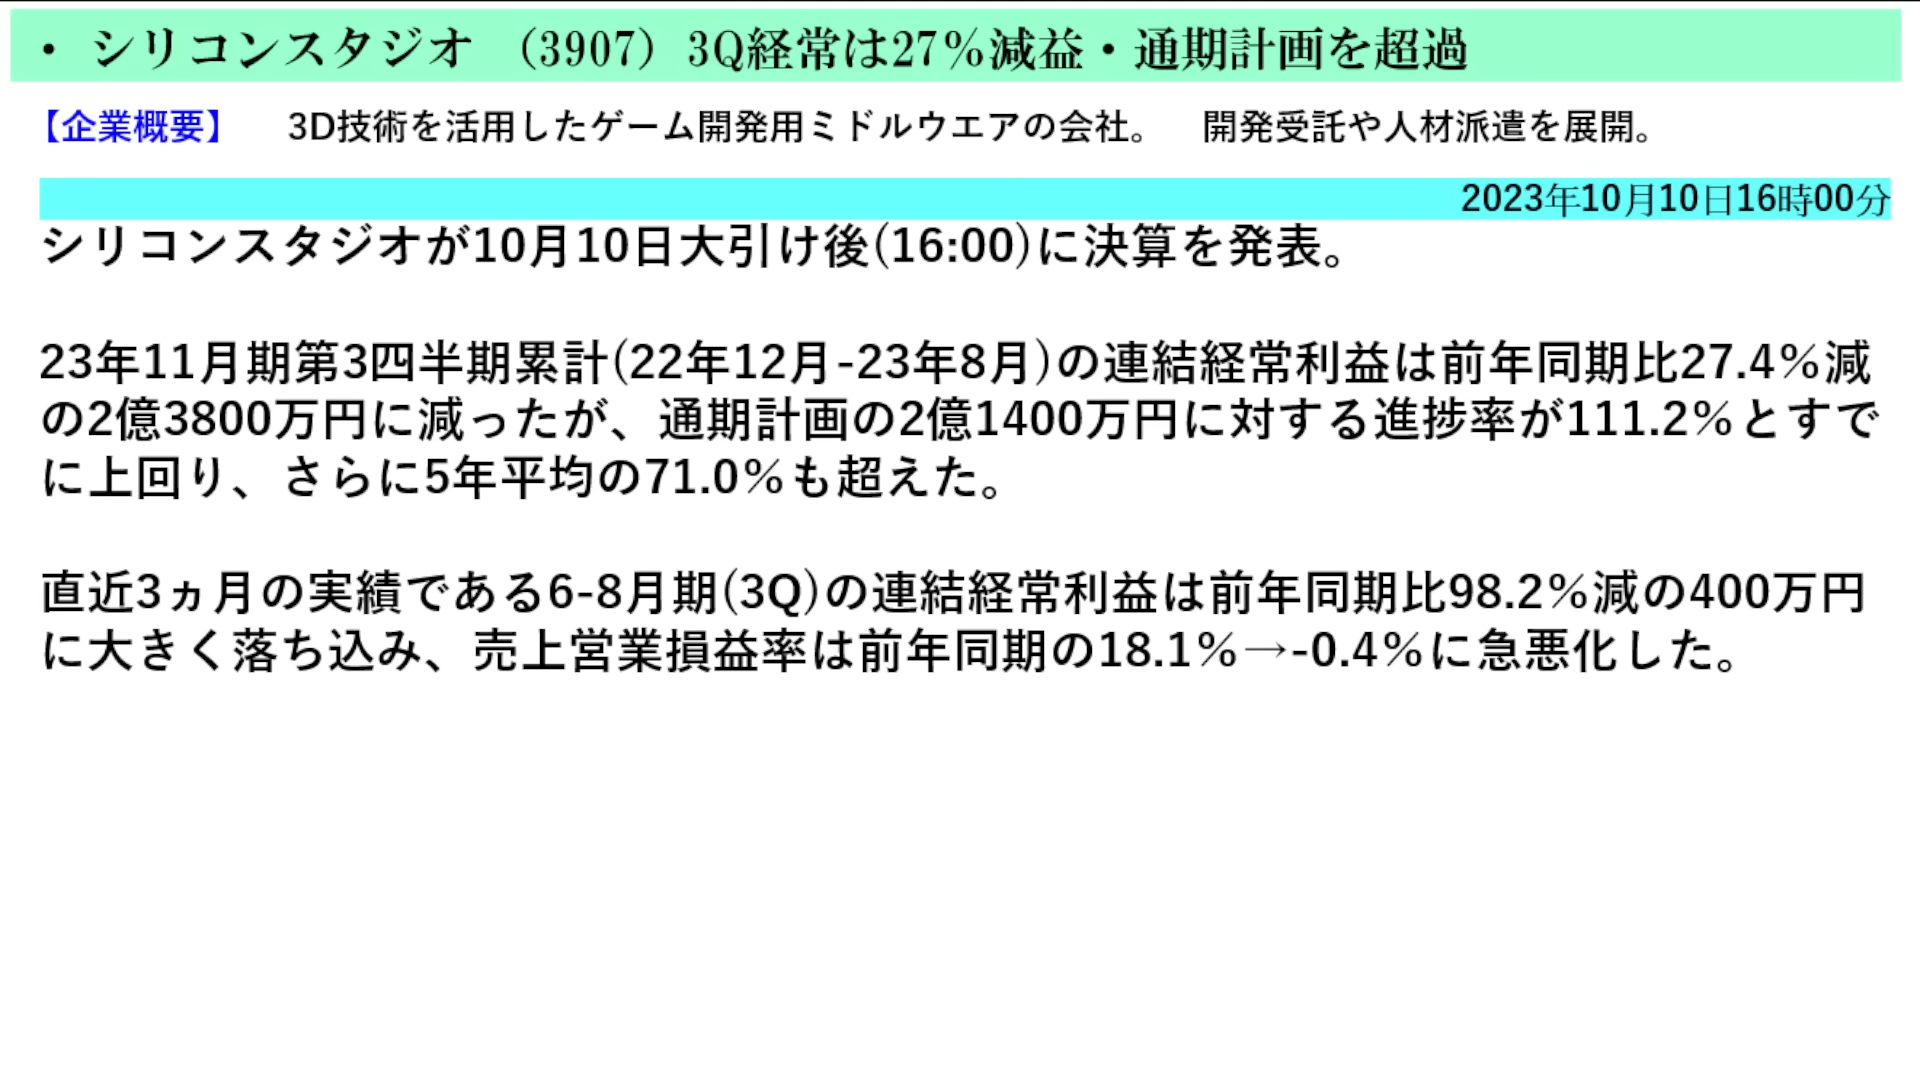 ・ シリコンスタジオ （3907）3Q経常は27％減益・通期計画を超過
【企業概要】 3D技術を活用したゲーム開発用ミドルウエアの会社。 開発受託や人材派遣を展開。
2023年10月10日16時00分
シリコンスタジオが10月10日大引け後(16:00)に決算を発表。
23年11月期第3四半期累計(22年12月-23年8月)の連結経常利益は前年同期比27.4％減
の2億3800万円に減ったが、通期計画の2億1400万円に対する進捗率が111.2％とすで
に上回り、さらに5年平均の71.0％も超えた。
直近3ヵ月の実績である6-8月期(3Q)の連結経常利益は前年同期比98.2％減の400万円
に大きく落ち込み、売上営業損益率は前年同期の18.1％→-0.4％に急悪化した。